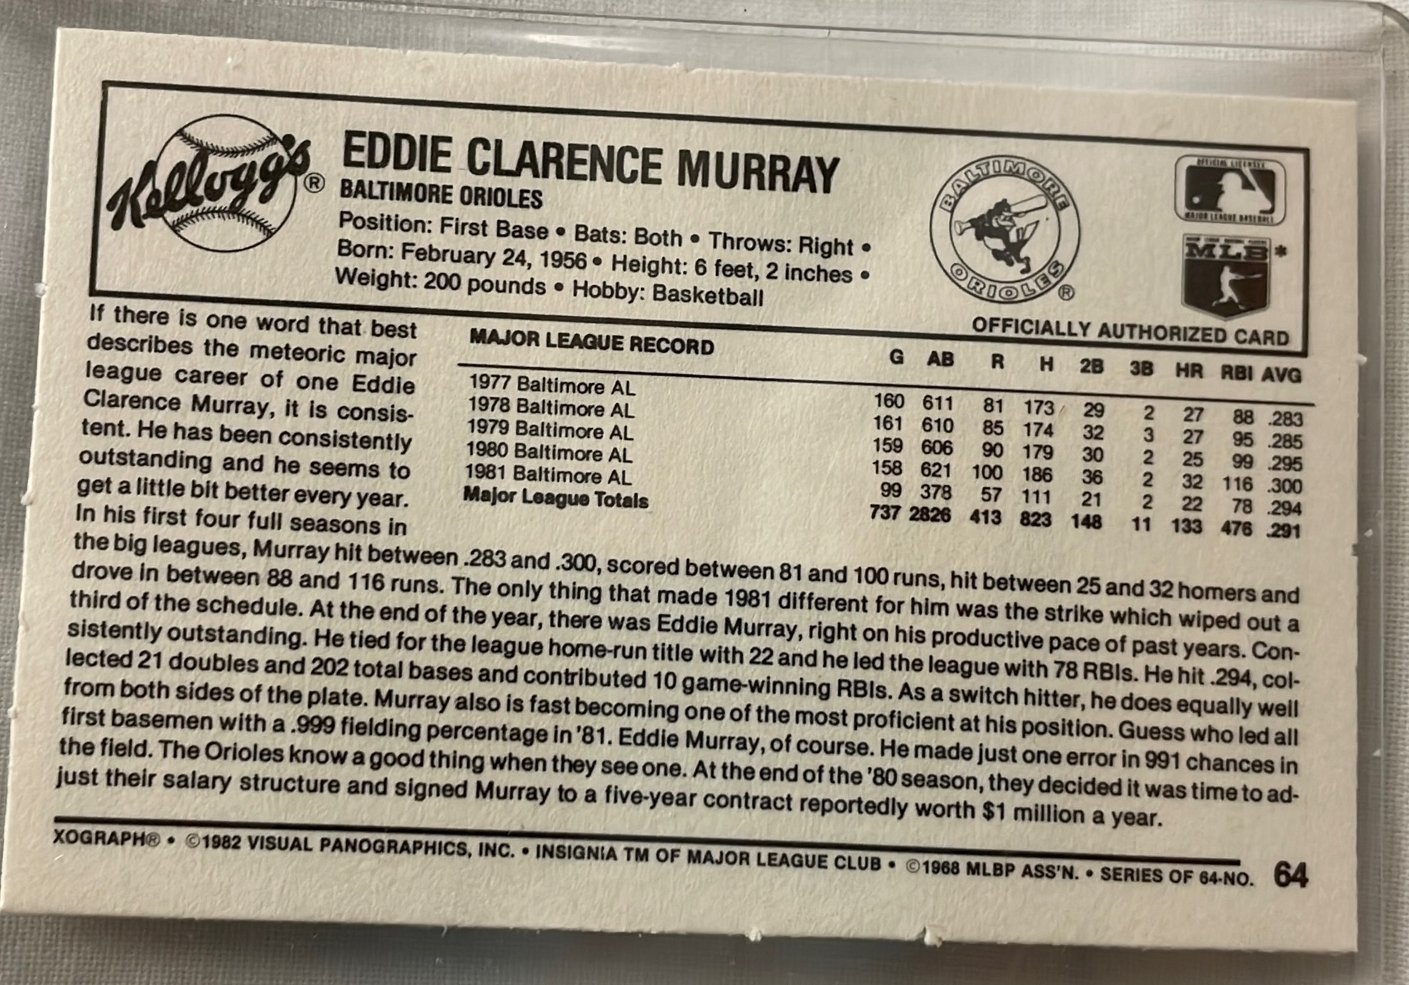 Kellogg's®
EDDIE CLARENCE MURRAY
BALTIMORE ORIOLES
Position: First Base • Bats: Both • Throws: Right •
Born: February 24, 1956 • Height: 6 feet, 2 inches •
Weight: 200 pounds • Hobby: Basketball
BALTIMORE
ORIOLES ®
OFFICIAL LICENSEE
MAJOR LEAGUE BASEBALL
MLB *
OFFICIALLY AUTHORIZED CARD
If there is one word that best
describes the meteoric major
league career of one Eddie
Clarence Murray, it is consis-
tent. He has been consistently
outstanding and he seems to
get a little bit better every year.
In his first four full seasons in
MAJOR LEAGUE RECORD G AB R H 2B 3B HR RBI AVG
1977 Baltimore AL 160 611 81 173 29 2 27 88 .283
1978 Baltimore AL 161 610 85 174 32 3 27 95 .285
1979 Baltimore AL 159 606 90 179 30 2 25 99 .295
1980 Baltimore AL 158 621 100 186 36 2 32 116 .300
1981 Baltimore AL 99 378 57 111 21 2 22 78 .294
Major League Totals 737 2826 413 823 148 11 133 476 .291
the big leagues, Murray hit between .283 and .300, scored between 81 and 100 runs, hit between 25 and 32 homers and
drove in between 88 and 116 runs. The only thing that made 1981 different for him was the strike which wiped out a
third of the schedule. At the end of the year, there was Eddie Murray, right on his productive pace of past years. Con-
sistently outstanding. He tied for the league home-run title with 22 and he led the league with 78 RBIs. He hit .294, col-
lected 21 doubles and 202 total bases and contributed 10 game-winning RBIs. As a switch hitter, he does equally well
from both sides of the plate. Murray also is fast becoming one of the most proficient at his position. Guess who led all
first basemen with a .999 fielding percentage in '81. Eddie Murray, of course. He made just one error in 991 chances in
the field. The Orioles know a good thing when they see one. At the end of the '80 season, they decided it was time to ad-
just their salary structure and signed Murray to a five-year contract reportedly worth $1 million a year.
XOGRAPH® • ©1982 VISUAL PANOGRAPHICS, INC. • INSIGNIA TM OF MAJOR LEAGUE CLUB • ©1968 MLBP ASS'N. • SERIES OF 64-NO. 64